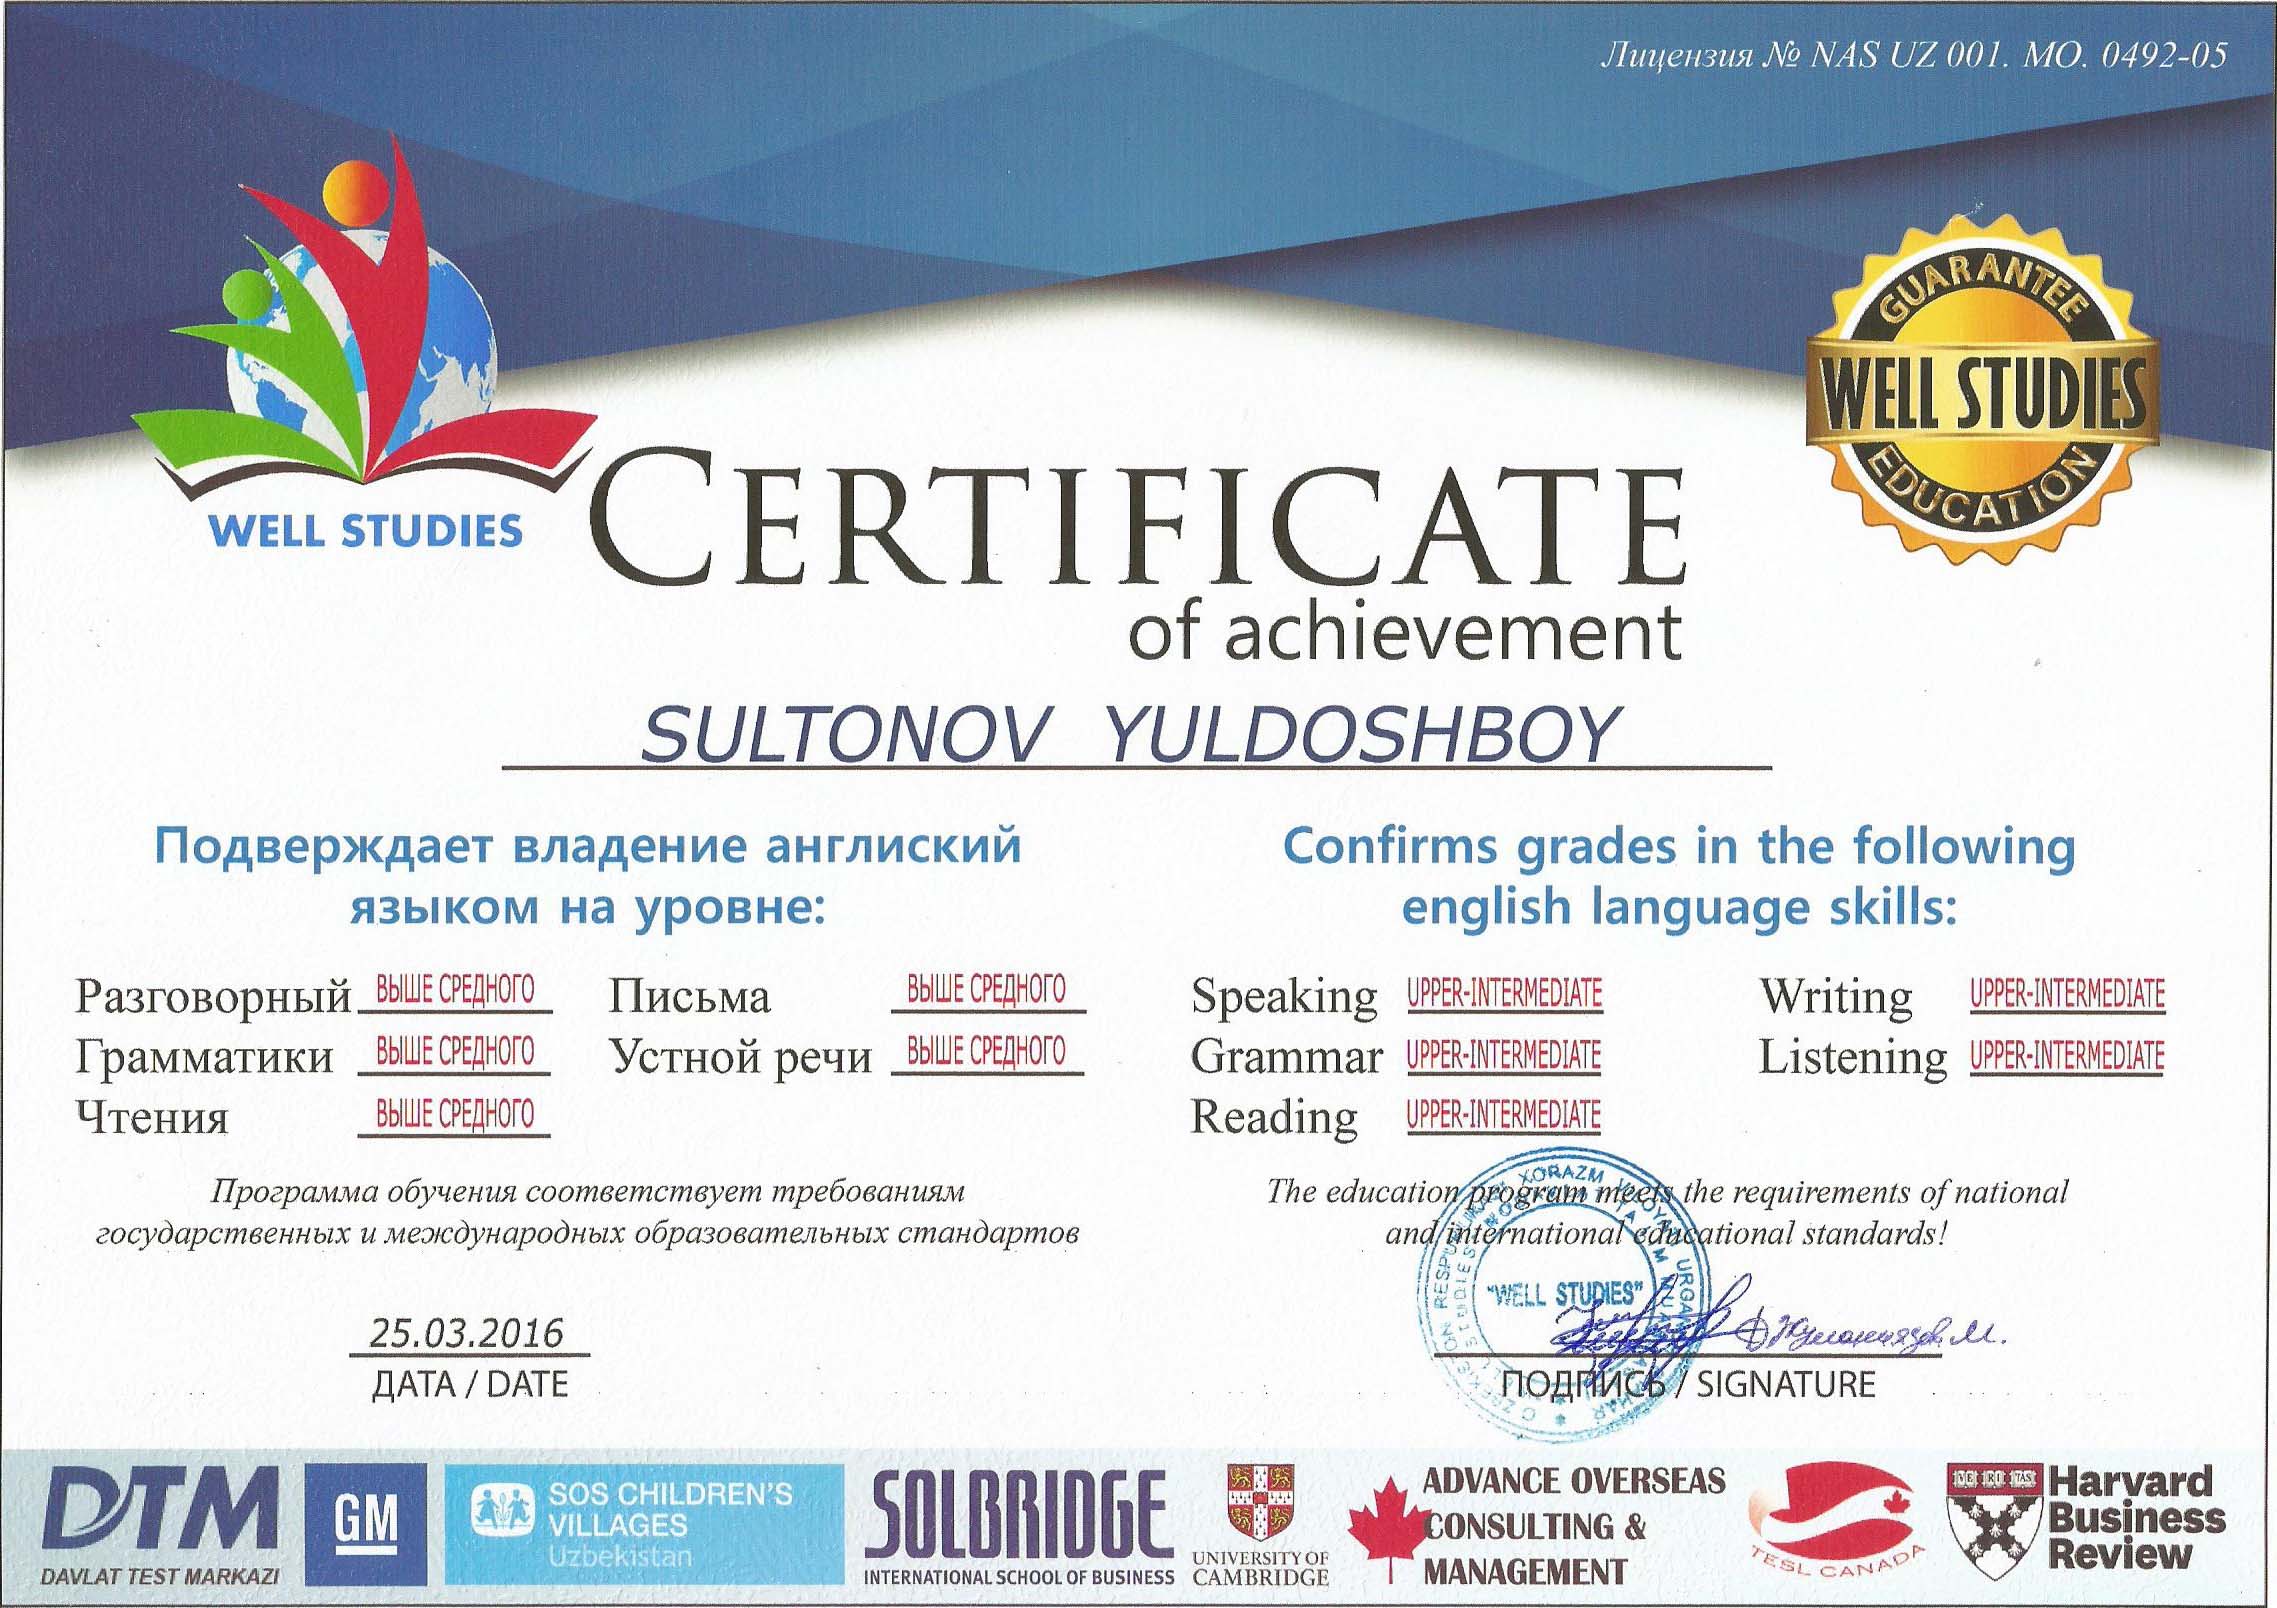 Лицензия № NAS UZ 001. МО. 0492-05
GUARANTEE
WELL STUDIES
EDUCATION
WELL STUDIES
CERTIFICATE
of achievement
SULTONOV YULDOSHBOY
Подверждает владение англиский
языком на уровне:
Разговорный ВЫШЕ СРЕДНОГО Письма ВЫШЕ СРЕДНОГО
Грамматики ВЫШЕ СРЕДНОГО Устной речи ВЫШЕ СРЕДНОГО
Чтения ВЫШЕ СРЕДНОГО
Программа обучения соответствует требованиям
государственных и международных образовательных стандартов
Confirms grades in the following
english language skills:
Speaking UPPER-INTERMEDIATE Writing UPPER-INTERMEDIATE
Grammar UPPER-INTERMEDIATE Listening UPPER-INTERMEDIATE
Reading UPPER-INTERMEDIATE
The education program meets the requirements of national
and international educational standards!
XORAZM VILOYATI
"WELL STUDIES"
25.03.2016
ДАТА / DATE
ПОДПИСЬ / SIGNATURE
DTM
DAVLAT TEST MARKAZI
GM
SOS CHILDREN'S
VILLAGES
Uzbekistan
SOLBRIDGE
INTERNATIONAL SCHOOL OF BUSINESS
UNIVERSITY OF
CAMBRIDGE
ADVANCE OVERSEAS
CONSULTING &
MANAGEMENT
TESL CANADA
VE RI TAS
Harvard
Business
Review